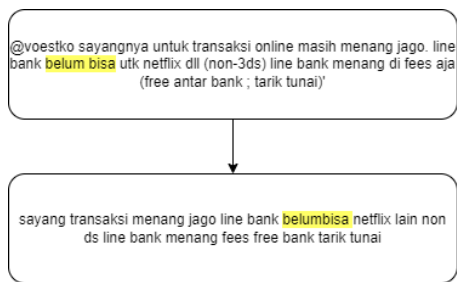 @voestko sayangnya untuk transaksi online masih menang jago. line
bank belum bisa utk netflix dll (non-3ds) line bank menang di fees aja
(free antar bank ; tarik tunai)'
sayang transaksi menang jago line bank belumbisa netflix lain non
ds line bank menang fees free bank tarik tunai